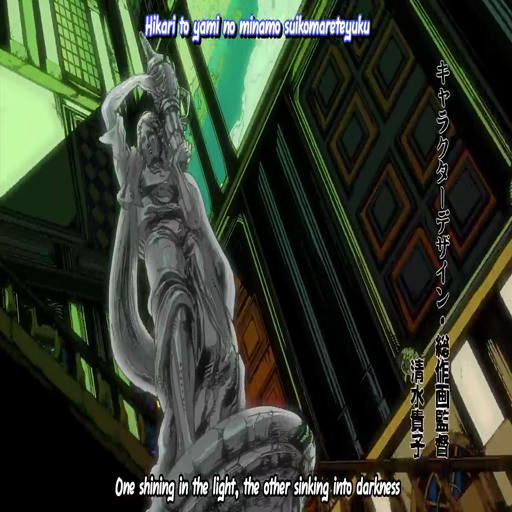 Hikari to yami no minamo suikomareteyuku
キャラクターデザイン・総作画監督
清水貴子
One shining in the light, the other sinking into darkness